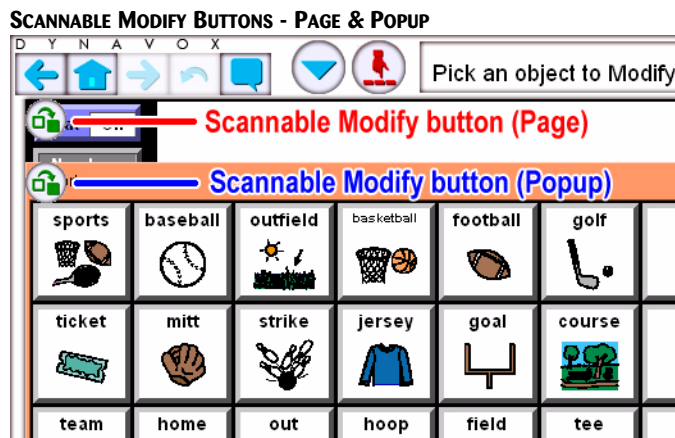 SCANNABLE MODIFY BUTTONS - PAGE & POPUP
DYNAVOX
Pick an object to Modify
Scannable Modify button (Page)
Scannable Modify button (Popup)
sports baseball outfield basketball football golf
ticket mitt strike jersey goal course
team home out hoop field tee